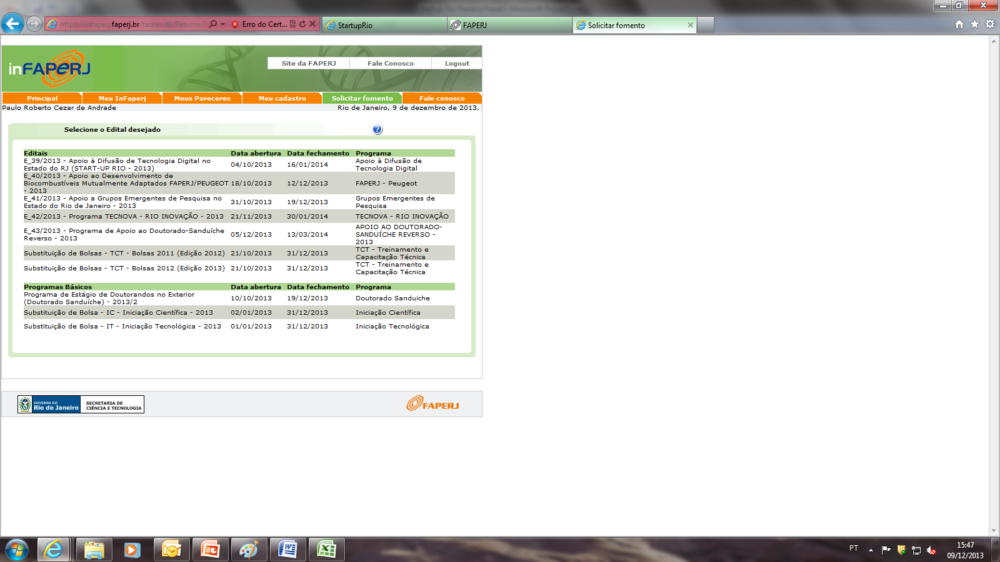 https://infaperj.faperj.br/tasker.dll/Resumo?
Erro do Cert...
StartupRio
FAPERJ
Solicitar fomento
inFAPERJ
Site da FAPERJ
Fale Conosco
Logout
Principal
Meu InFaperj
Meus Pareceres
Meu cadastro
Solicitar fomento
Fale conosco
Paulo Roberto Cezar de Andrade
Rio de Janeiro, 9 de dezembro de 2013.
Selecione o Edital desejado
Editais Data abertura Data fechamento Programa
E_39/2013 - Apoio à Difusão de Tecnologia Digital no
Estado do RJ (START-UP RIO - 2013)
04/10/2013 16/01/2014
Apoio à Difusão de
Tecnologia Digital
E_40/2013 - Apoio ao Desenvolvimento de
Biocombustíveis Mutualmente Adaptados FAPERJ/PEUGEOT
- 2013
18/10/2013 12/12/2013
FAPERJ - Peugeot
E_41/2013 - Apoio a Grupos Emergentes de Pesquisa no
Estado do Rio de Janeiro - 2013
31/10/2013 19/12/2013
Grupos Emergentes de
Pesquisa
E_42/2013 - Programa TECNOVA - RIO INOVAÇÃO - 2013 21/11/2013 30/01/2014 TECNOVA - RIO INOVAÇÃO
E_43/2013 - Programa de Apoio ao Doutorado-Sanduíche
Reverso - 2013
05/12/2013 13/03/2014
APOIO AO DOUTORADO-
SANDUÍCHE REVERSO -
2013
Substituição de Bolsas - TCT - Bolsas 2011 (Edição 2012) 21/10/2013 31/12/2013
TCT - Treinamento e
Capacitação Técnica
Substituição de Bolsas - TCT - Bolsas 2012 (Edição 2013) 21/10/2013 31/12/2013
TCT - Treinamento e
Capacitação Técnica
Programas Básicos Data abertura Data fechamento Programa
Programa de Estágio de Doutorandos no Exterior
(Doutorado Sanduíche) - 2013/2
10/10/2013 19/12/2013 Doutorado Sanduiche
Substituição de Bolsa - IC - Iniciação Científica - 2013 02/01/2013 31/12/2013 Iniciação Científica
Substituição de Bolsa - IT - Iniciação Tecnológica - 2013 01/01/2013 31/12/2013 Iniciação Tecnológica
GOVERNO DO
Rio de Janeiro
SECRETARIA DE
CIÊNCIA E TECNOLOGIA
FAPERJ
PT
15:47
09/12/2013